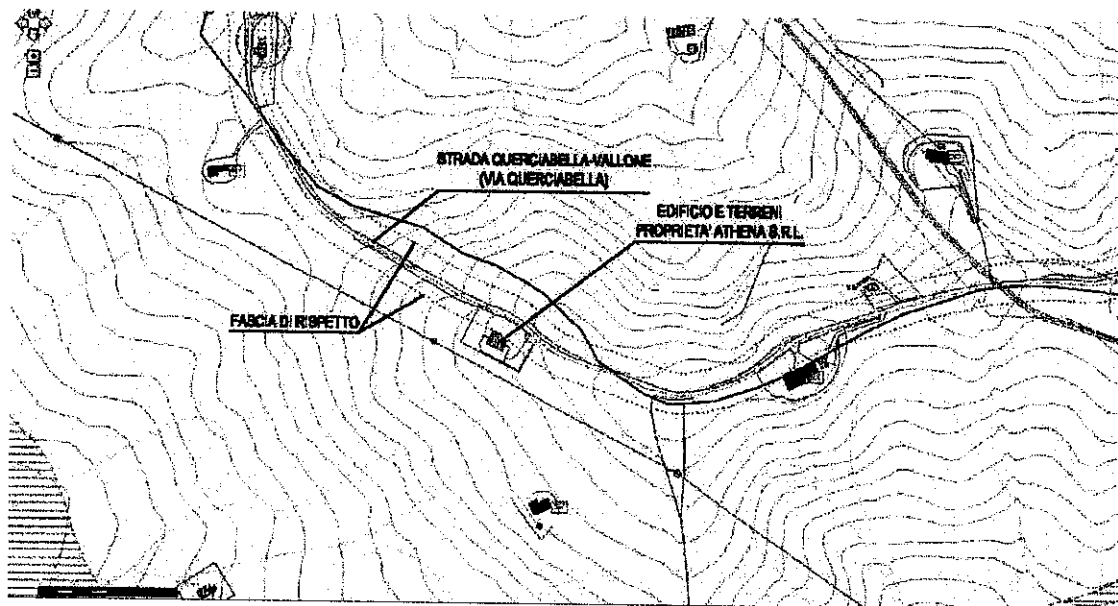 STRADA QUERCIABELLA-VALLONE
(VIA QUERCIABELLA)
EDIFICIO E TERRENI
PROPRIETA' ATHENA S.R.L.
FASCIA DI RISPETTO